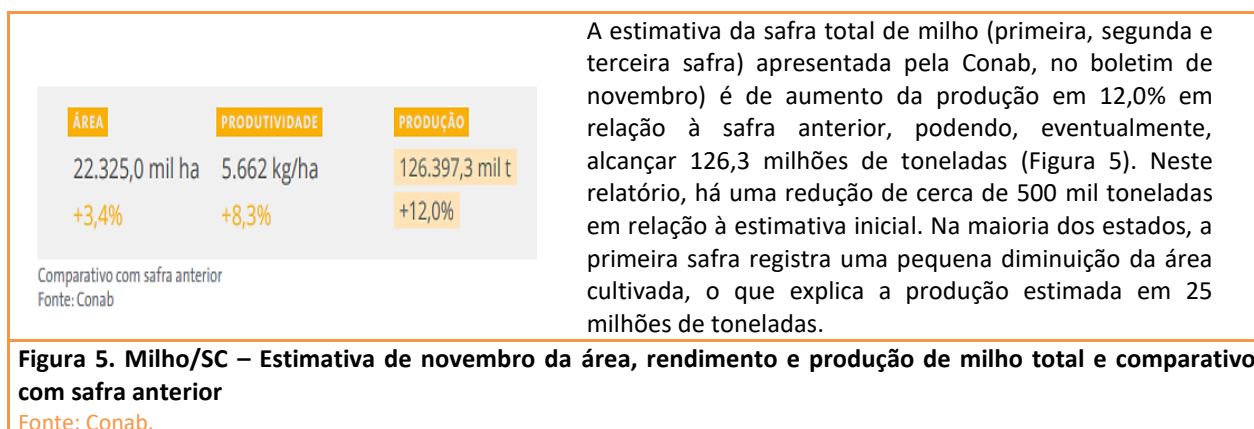 ÁREA
PRODUTIVIDADE
PRODUÇÃO
22.325,0 mil ha
5.662 kg/ha
126.397,3 mil t
+3,4%
+8,3%
+12,0%
Comparativo com safra anterior
Fonte: Conab
A estimativa da safra total de milho (primeira, segunda e
terceira safra) apresentada pela Conab, no boletim de
novembro) é de aumento da produção em 12,0% em
relação à safra anterior, podendo, eventualmente,
alcançar 126,3 milhões de toneladas (Figura 5). Neste
relatório, há uma redução de cerca de 500 mil toneladas
em relação à estimativa inicial. Na maioria dos estados, a
primeira safra registra uma pequena diminuição da área
cultivada, o que explica a produção estimada em 25
milhões de toneladas.
Figura 5. Milho/SC – Estimativa de novembro da área, rendimento e produção de milho total e comparativo
com safra anterior
Fonte: Conab.